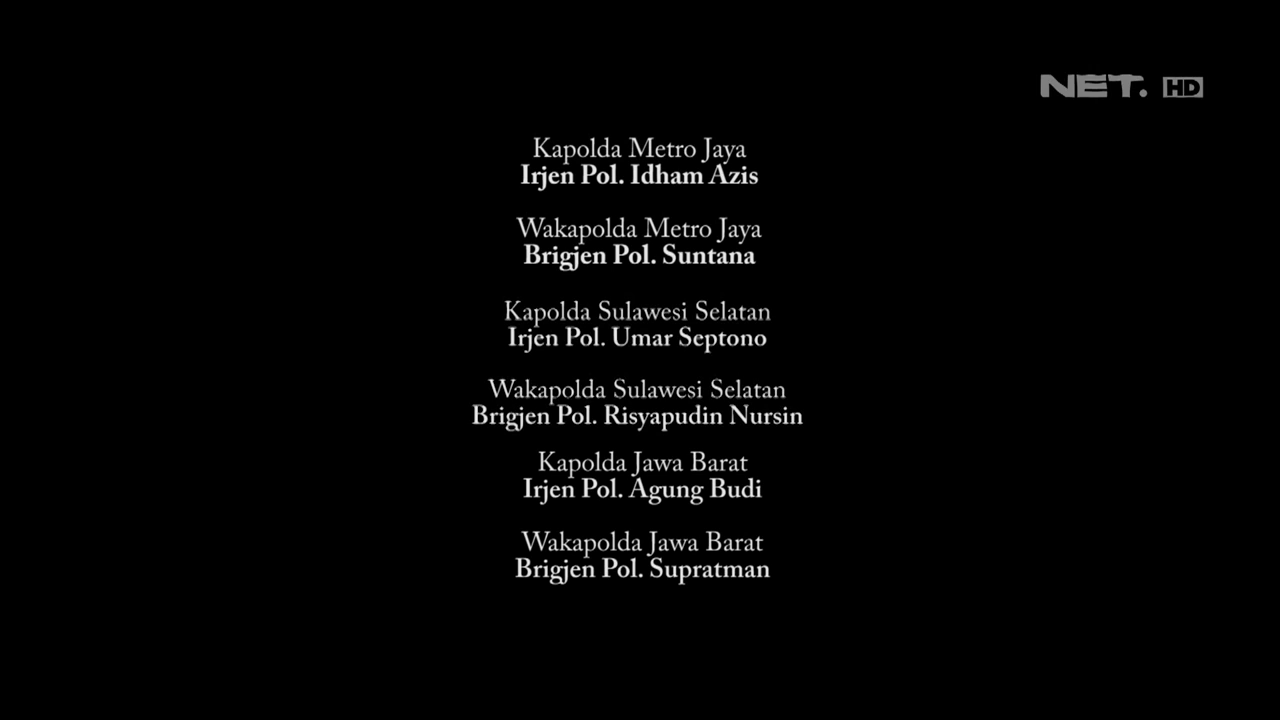 NET. HD
Kapolda Metro Jaya
Irjen Pol. Idham Azis
Wakapolda Metro Jaya
Brigjen Pol. Suntana
Kapolda Sulawesi Selatan
Irjen Pol. Umar Septono
Wakapolda Sulawesi Selatan
Brigjen Pol. Risyapudin Nursin
Kapolda Jawa Barat
Irjen Pol. Agung Budi
Wakapolda Jawa Barat
Brigjen Pol. Supratman